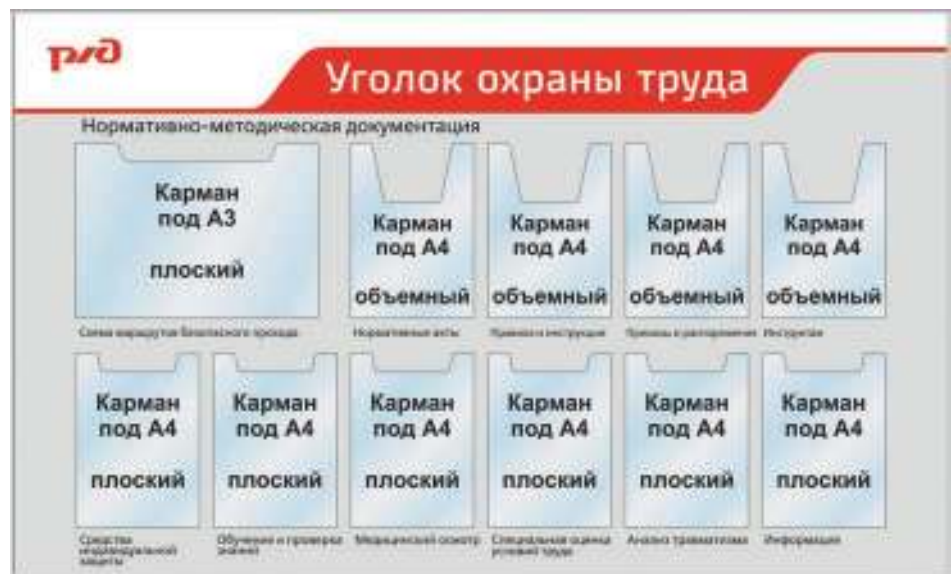 ржд
Уголок охраны труда
Нормативно-методическая документация
Карман
под А3
плоский
Карман
под А4
объемный
Карман
под А4
объемный
Карман
под А4
объемный
Карман
под А4
объемный
Схема маршрутов безопасного прохода
Нормативные акты
Правила и инструкции
Приказы и распоряжения
Карман
под А4
плоский
Карман
под А4
плоский
Карман
под А4
плоский
Карман
под А4
плоский
Карман
под А4
плоский
Карман
под А4
плоский
Средства
индивидуальной
защиты
Обучение и проверка
знаний
Медицинский осмотр
Специальная оценка
условий труда
Анализ травматизма
Информация